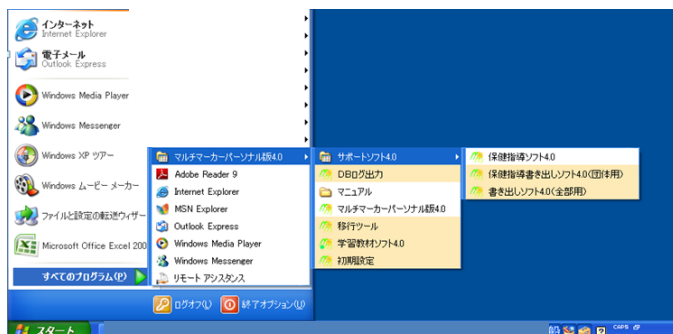 インターネット
Internet Explorer
電子メール
Outlook Express
Windows Media Player
Windows Messenger
Windows XP ツアー
Windows ムービー メーカー
ファイルと設定の転送ウィザー
Microsoft Office Excel 200
すべてのプログラム(P)
マルチマーカーパーソナル版4.0
Adobe Reader 9
Internet Explorer
MSN Explorer
Outlook Express
Windows Media Player
Windows Messenger
リモート アシスタンス
サポートソフト4.0
DBログ出力
マニュアル
マルチマーカーパーソナル版4.0
移行ツール
学習教材ソフト4.0
初期設定
保健指導ソフト4.0
保健指導書き出しソフト4.0(団体用)
書き出しソフト4.0(全部用)
ログオフ(L)
終了オプション(U)
スタート
CAPS